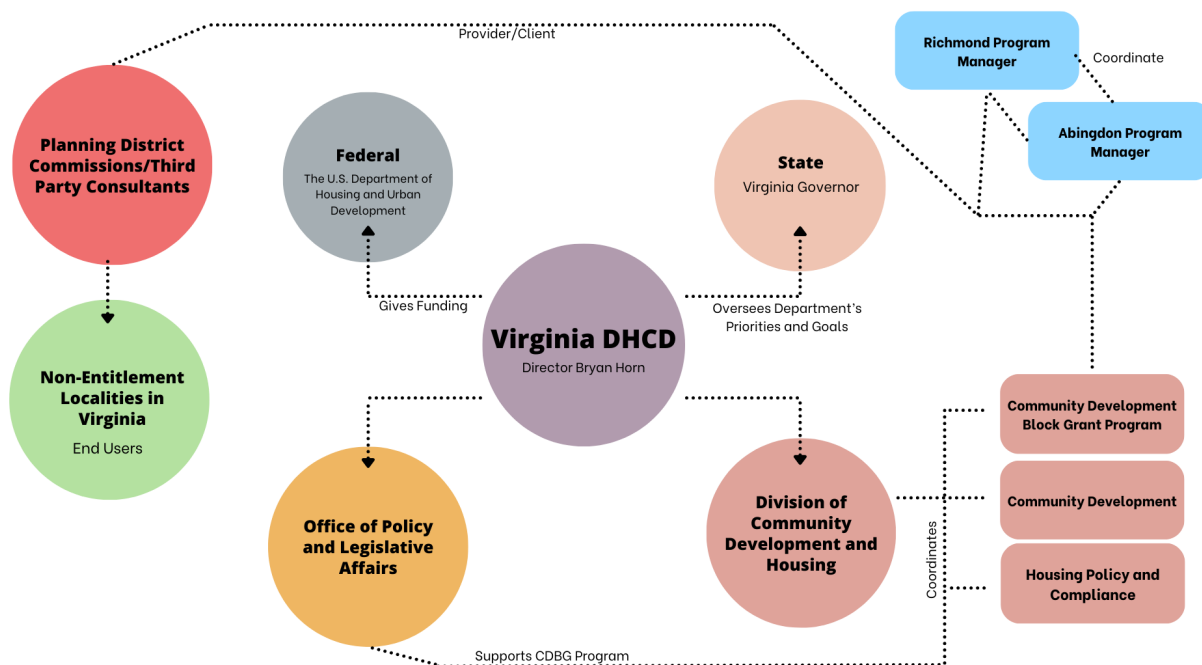 Provider/Client
Richmond Program
Manager
Coordinate
Abingdon Program
Manager
Planning District
Commissions/Third
Party Consultants
Federal
The U.S. Department of
Housing and Urban
Development
State
Virginia Governor
Gives Funding
Oversees Department's
Priorities and Goals
Virginia DHCD
Director Bryan Horn
Non-Entitlement
Localities in
Virginia
End Users
Community Development
Block Grant Program
Community Development
Housing Policy and
Compliance
Coordinates
Office of Policy
and Legislative
Affairs
Division of
Community
Development and
Housing
Supports CDBG Program